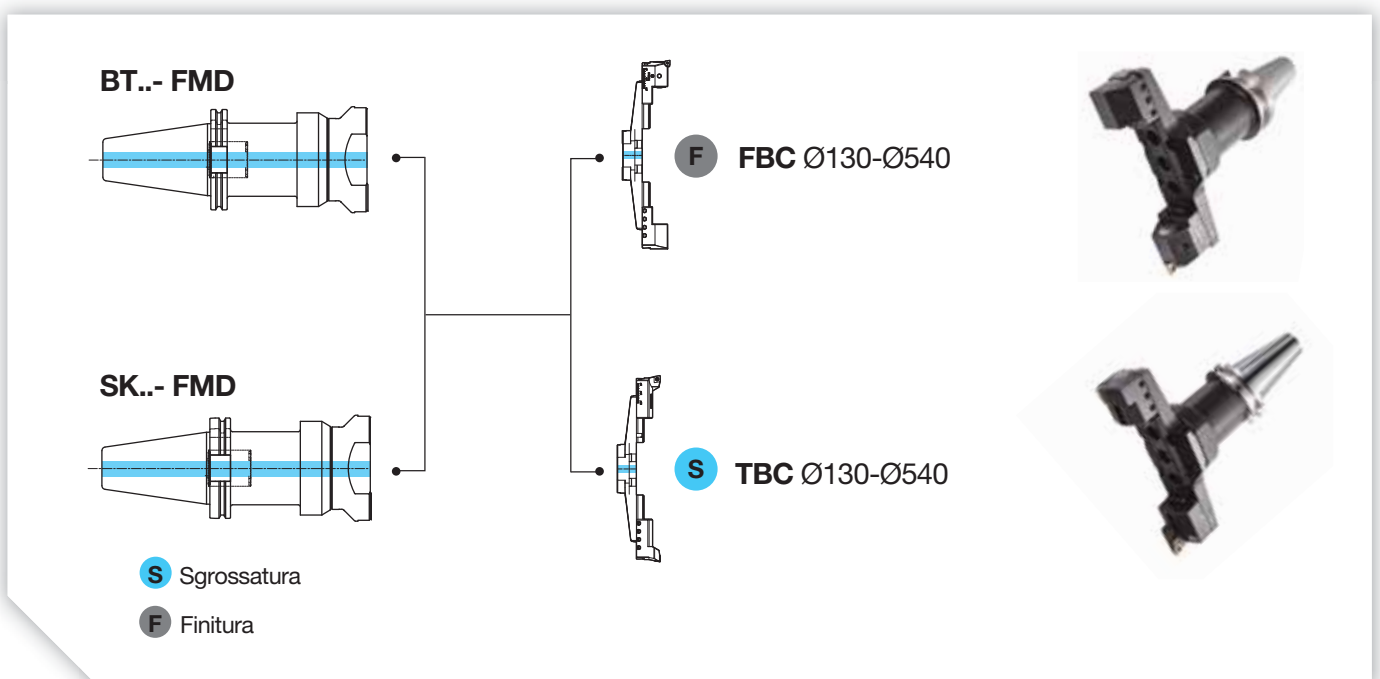 BT..- FMD
F FBC Ø130-Ø540
SK..- FMD
S TBC Ø130-Ø540
S Sgrossatura
F Finitura